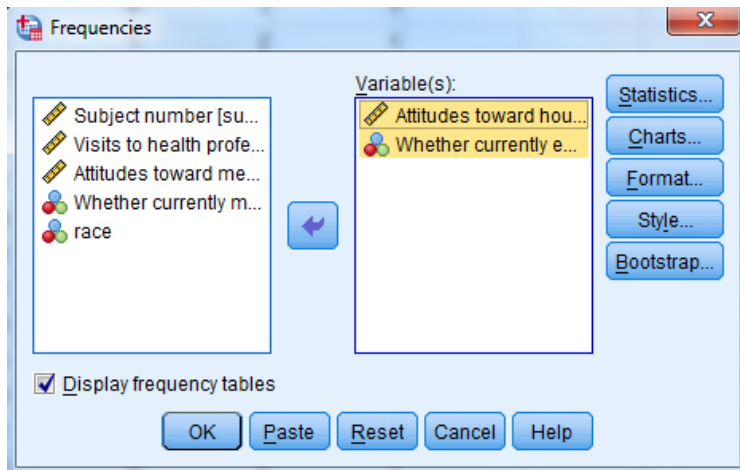 Frequencies
Variable(s):
Subject number [su...
Visits to health profe...
Attitudes toward me...
Whether currently m...
race
Attitudes toward hou...
Whether currently e...
Statistics...
Charts...
Format...
Style...
Bootstrap...
Display frequency tables
OK Paste Reset Cancel Help